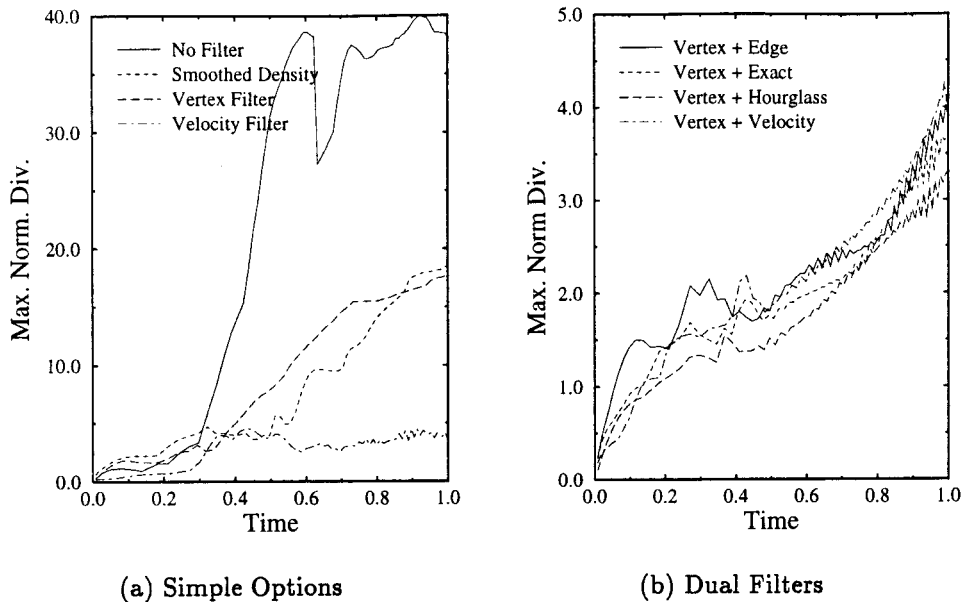 40.0
30.0
20.0
10.0
0.0
Max. Norm. Div.
No Filter
Smoothed Density
Vertex Filter
Velocity Filter
0.0 0.2 0.4 0.6 0.8 1.0
Time
(a) Simple Options
5.0
4.0
3.0
2.0
1.0
0.0
Max. Norm Div.
Vertex + Edge
Vertex + Exact
Vertex + Hourglass
Vertex + Velocity
0.0 0.2 0.4 0.6 0.8 1.0
Time
(b) Dual Filters